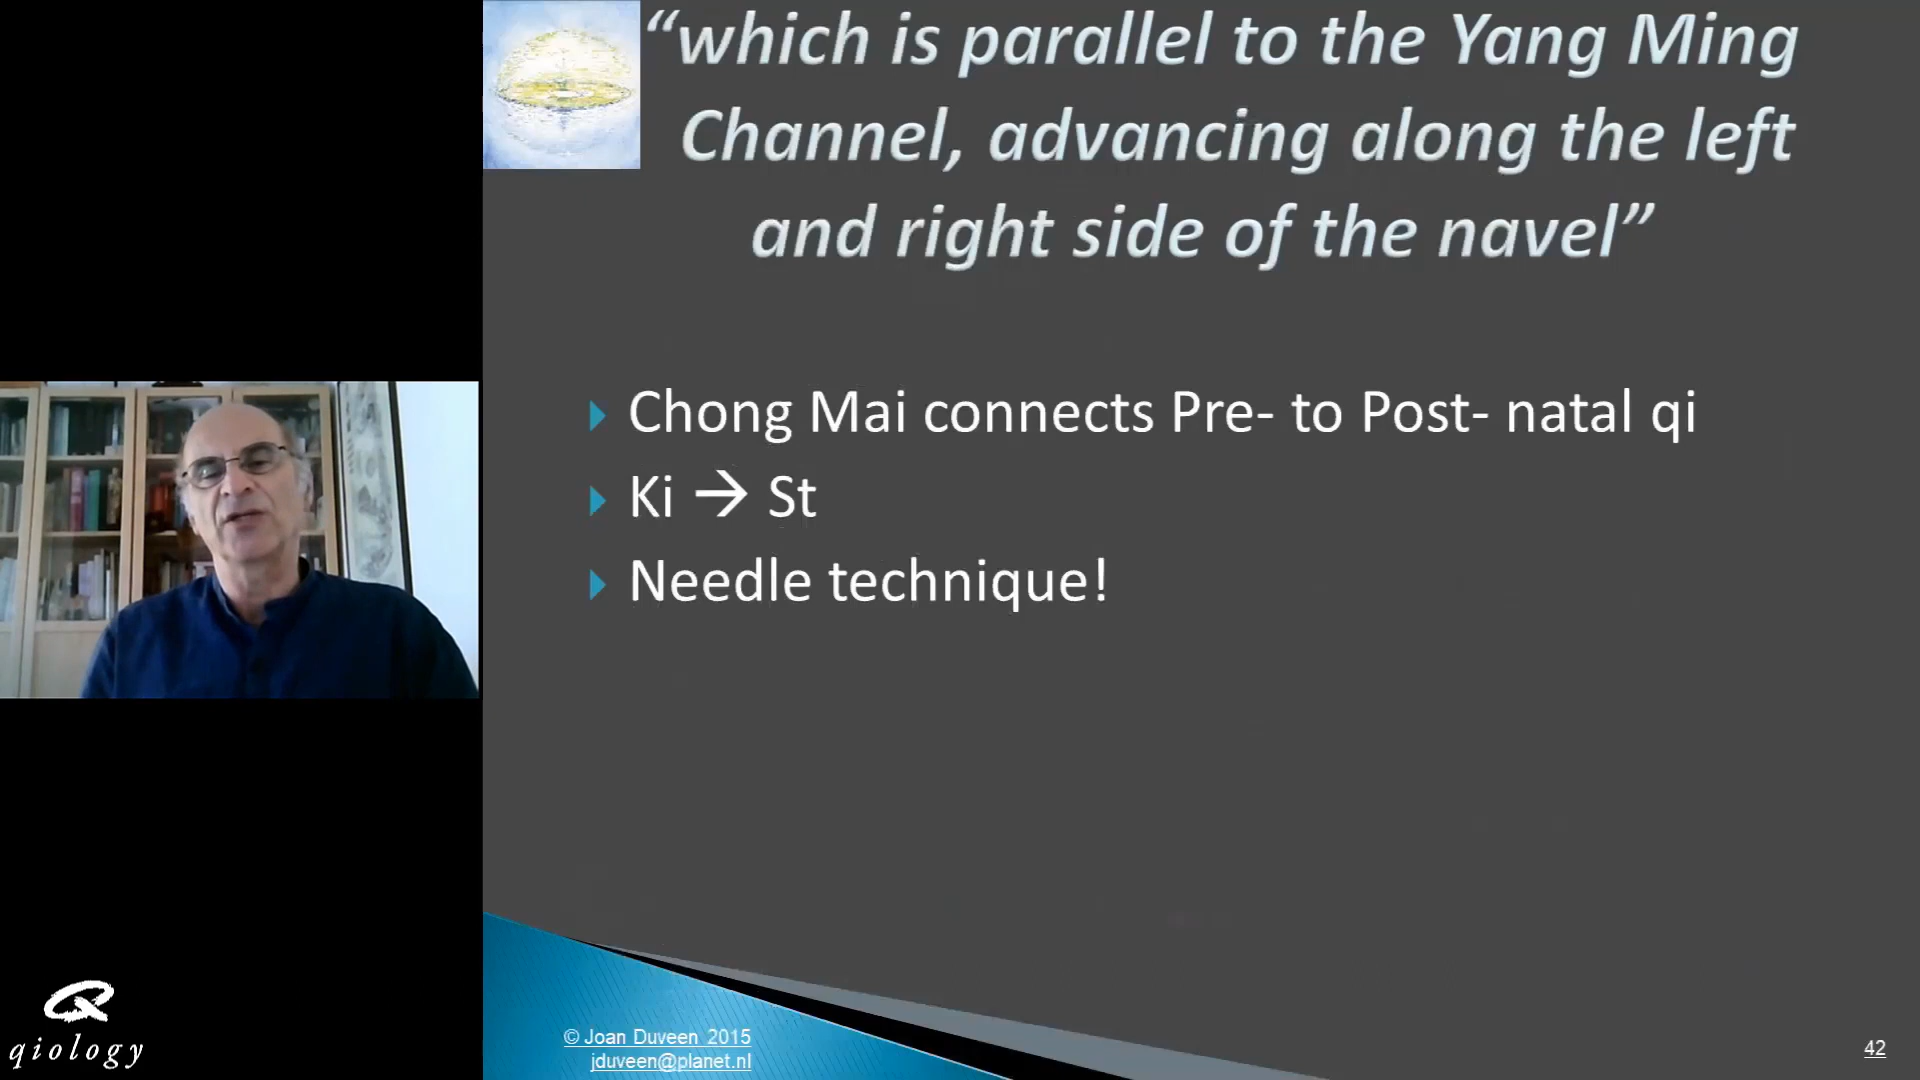 “which is parallel to the Yang Ming
Channel, advancing along the left
and right side of the navel”
Chong Mai connects Pre- to Post- natal qi
Ki → St
Needle technique!
© Joan Duveen 2015
jduveen@planet.nl
42
qiology